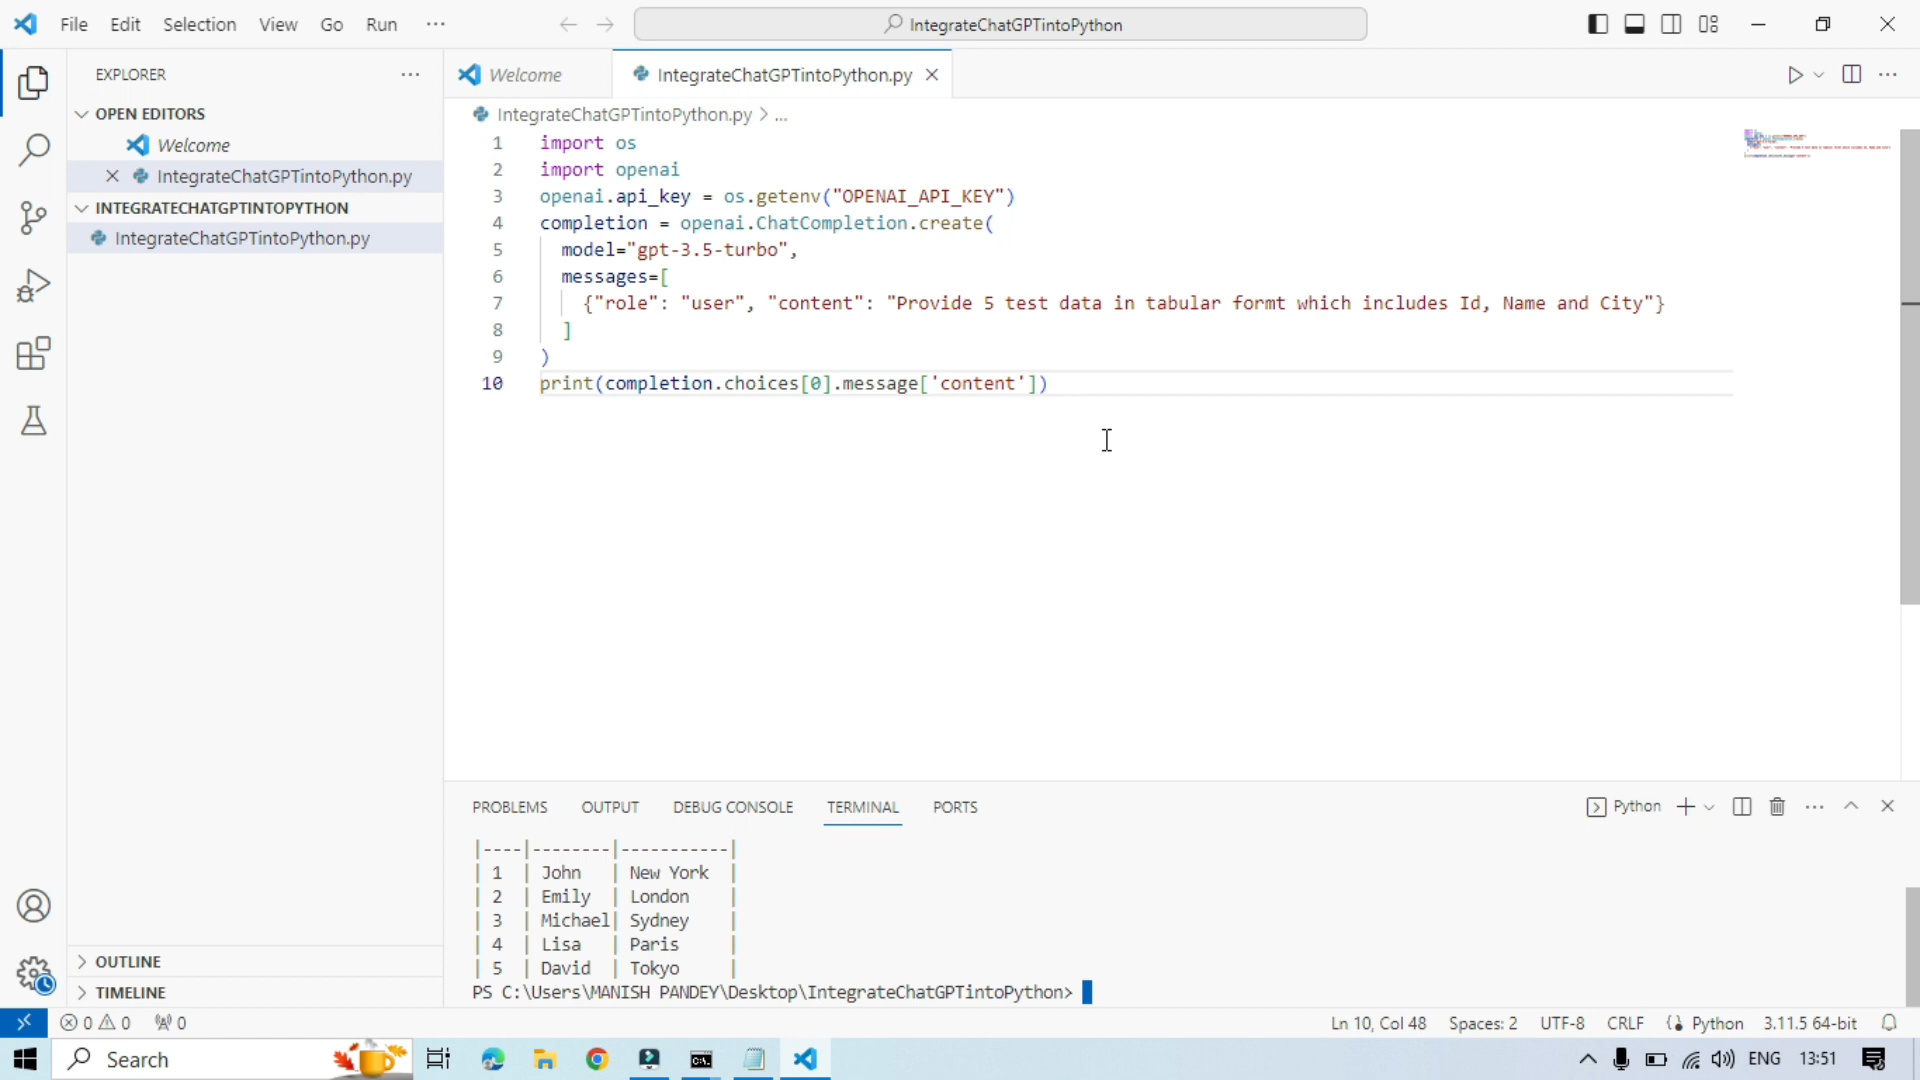 File Edit Selection View Go Run ··· IntegrateChatGPTintoPython
EXPLORER ···
OPEN EDITORS
Welcome
IntegrateChatGPTintoPython.py
INTEGRATECHATGPTINTOPYTHON
IntegrateChatGPTintoPython.py
OUTLINE
TIMELINE
Welcome IntegrateChatGPTintoPython.py
IntegrateChatGPTintoPython.py > ...
1 import os
2 import openai
3 openai.api_key = os.getenv("OPENAI_API_KEY")
4 completion = openai.ChatCompletion.create(
5 model="gpt-3.5-turbo",
6 messages=[
7 {"role": "user", "content": "Provide 5 test data in tabular formt which includes Id, Name and City"}
8 ]
9 )
10 print(completion.choices[0].message['content'])
PROBLEMS OUTPUT DEBUG CONSOLE TERMINAL PORTS Python
|----|--------|-----------|
| 1 | John | New York |
| 2 | Emily | London |
| 3 | Michael| Sydney |
| 4 | Lisa | Paris |
| 5 | David | Tokyo |
PS C:\Users\MANISH PANDEY\Desktop\IntegrateChatGPTintoPython>
0 0 0 Ln 10, Col 48 Spaces: 2 UTF-8 CRLF Python 3.11.5 64-bit
Search ENG 13:51